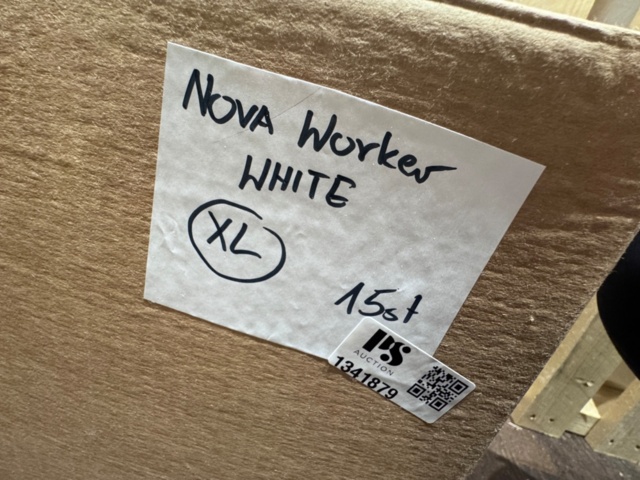 NOVA Worker
WHITE
XL
15st
PS
AUCTION
1341879